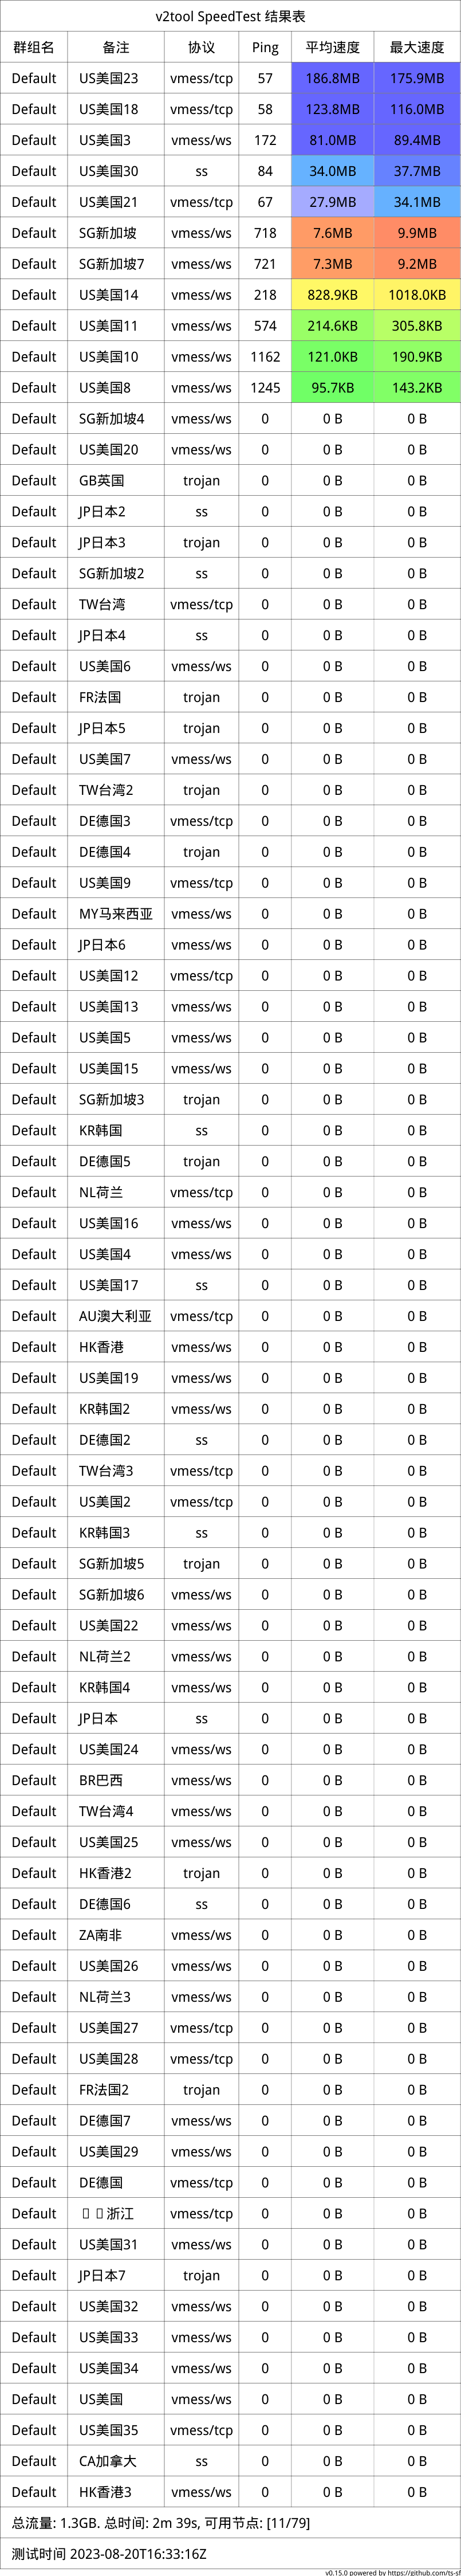 v2tool SpeedTest 结果表
群组名 备注 协议 Ping 平均速度 最大速度
Default US美国23 vmess/tcp 57 186.8MB 175.9MB
Default US美国18 vmess/tcp 58 123.8MB 116.0MB
Default US美国3 vmess/ws 172 81.0MB 89.4MB
Default US美国30 ss 84 34.0MB 37.7MB
Default US美国21 vmess/tcp 67 27.9MB 34.1MB
Default SG新加坡 vmess/ws 718 7.6MB 9.9MB
Default SG新加坡7 vmess/ws 721 7.3MB 9.2MB
Default US美国14 vmess/ws 218 828.9KB 1018.0KB
Default US美国11 vmess/ws 574 214.6KB 305.8KB
Default US美国10 vmess/ws 1162 121.0KB 190.9KB
Default US美国8 vmess/ws 1245 95.7KB 143.2KB
Default SG新加坡4 vmess/ws 0 0 B 0 B
Default US美国20 vmess/ws 0 0 B 0 B
Default GB英国 trojan 0 0 B 0 B
Default JP日本2 ss 0 0 B 0 B
Default JP日本3 trojan 0 0 B 0 B
Default SG新加坡2 ss 0 0 B 0 B
Default TW台湾 vmess/tcp 0 0 B 0 B
Default JP日本4 ss 0 0 B 0 B
Default US美国6 vmess/ws 0 0 B 0 B
Default FR法国 trojan 0 0 B 0 B
Default JP日本5 trojan 0 0 B 0 B
Default US美国7 vmess/ws 0 0 B 0 B
Default TW台湾2 trojan 0 0 B 0 B
Default DE德国3 vmess/tcp 0 0 B 0 B
Default DE德国4 trojan 0 0 B 0 B
Default US美国9 vmess/tcp 0 0 B 0 B
Default MY马来西亚 vmess/ws 0 0 B 0 B
Default JP日本6 vmess/ws 0 0 B 0 B
Default US美国12 vmess/tcp 0 0 B 0 B
Default US美国13 vmess/ws 0 0 B 0 B
Default US美国5 vmess/ws 0 0 B 0 B
Default US美国15 vmess/ws 0 0 B 0 B
Default SG新加坡3 trojan 0 0 B 0 B
Default KR韩国 ss 0 0 B 0 B
Default DE德国5 trojan 0 0 B 0 B
Default NL荷兰 vmess/tcp 0 0 B 0 B
Default US美国16 vmess/ws 0 0 B 0 B
Default US美国4 vmess/ws 0 0 B 0 B
Default US美国17 ss 0 0 B 0 B
Default AU澳大利亚 vmess/tcp 0 0 B 0 B
Default HK香港 vmess/ws 0 0 B 0 B
Default US美国19 vmess/ws 0 0 B 0 B
Default KR韩国2 vmess/ws 0 0 B 0 B
Default DE德国2 ss 0 0 B 0 B
Default TW台湾3 vmess/tcp 0 0 B 0 B
Default US美国2 vmess/tcp 0 0 B 0 B
Default KR韩国3 ss 0 0 B 0 B
Default SG新加坡5 trojan 0 0 B 0 B
Default SG新加坡6 vmess/ws 0 0 B 0 B
Default US美国22 vmess/ws 0 0 B 0 B
Default NL荷兰2 vmess/ws 0 0 B 0 B
Default KR韩国4 vmess/ws 0 0 B 0 B
Default JP日本 ss 0 0 B 0 B
Default US美国24 vmess/ws 0 0 B 0 B
Default BR巴西 vmess/ws 0 0 B 0 B
Default TW台湾4 vmess/ws 0 0 B 0 B
Default US美国25 vmess/ws 0 0 B 0 B
Default HK香港2 trojan 0 0 B 0 B
Default DE德国6 ss 0 0 B 0 B
Default ZA南非 vmess/ws 0 0 B 0 B
Default US美国26 vmess/ws 0 0 B 0 B
Default NL荷兰3 vmess/ws 0 0 B 0 B
Default US美国27 vmess/tcp 0 0 B 0 B
Default US美国28 vmess/tcp 0 0 B 0 B
Default FR法国2 trojan 0 0 B 0 B
Default DE德国7 vmess/ws 0 0 B 0 B
Default US美国29 vmess/ws 0 0 B 0 B
Default DE德国 vmess/tcp 0 0 B 0 B
Default 浙江 vmess/tcp 0 0 B 0 B
Default US美国31 vmess/ws 0 0 B 0 B
Default JP日本7 trojan 0 0 B 0 B
Default US美国32 vmess/ws 0 0 B 0 B
Default US美国33 vmess/ws 0 0 B 0 B
Default US美国34 vmess/ws 0 0 B 0 B
Default US美国 vmess/ws 0 0 B 0 B
Default US美国35 vmess/tcp 0 0 B 0 B
Default CA加拿大 ss 0 0 B 0 B
Default HK香港3 vmess/ws 0 0 B 0 B
总流量: 1.3GB. 总时间: 2m 39s, 可用节点: [11/79]
测试时间 2023-08-20T16:33:16Z
v0.15.0 powered by https://github.com/ts-sf